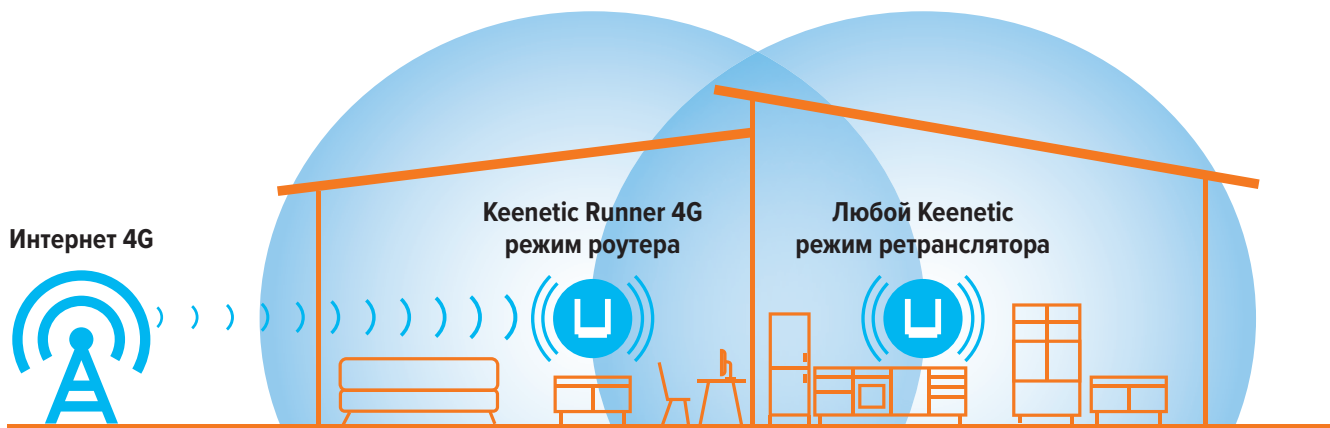 Интернет 4G
Keenetic Runner 4G
режим роутера
Любой Keenetic
режим ретранслятора